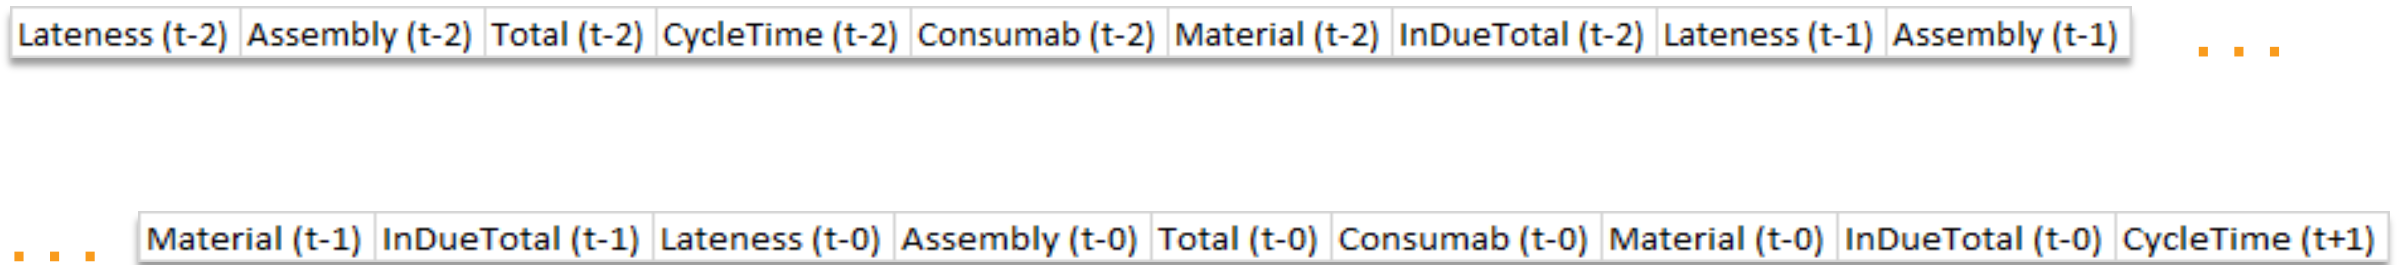 Lateness (t-2) Assembly (t-2) Total (t-2) CycleTime (t-2) Consumab (t-2) Material (t-2) InDueTotal (t-2) Lateness (t-1) Assembly (t-1) . . .
. . . Material (t-1) InDueTotal (t-1) Lateness (t-0) Assembly (t-0) Total (t-0) Consumab (t-0) Material (t-0) InDueTotal (t-0) CycleTime (t+1)